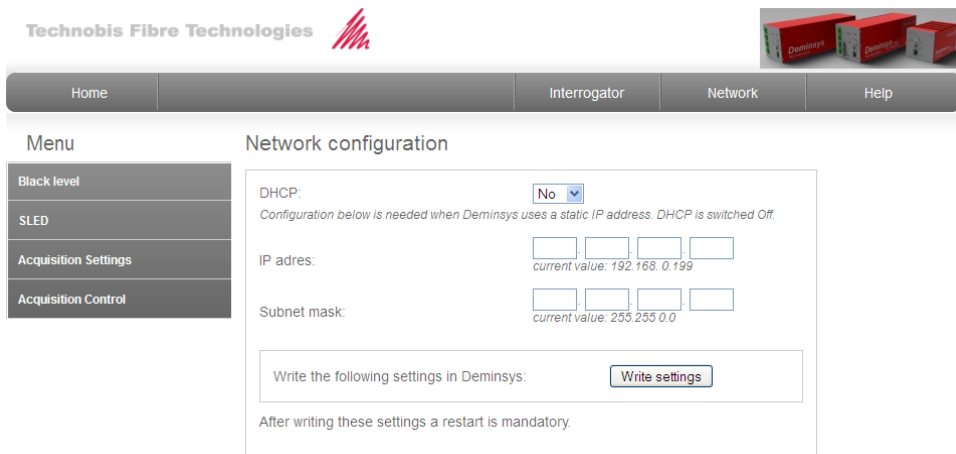 Technobis Fibre Technologies
Deminsys
Deminsys
Home
Interrogator
Network
Help
Menu
Network configuration
Black level
SLED
Acquisition Settings
Acquisition Control
DHCP:
No
Configuration below is needed when Deminsys uses a static IP address. DHCP is switched Off.
IP adres:
. . .
current value: 192.168. 0.199
Subnet mask:
. . .
current value: 255.255 0.0
Write the following settings in Deminsys:
Write settings
After writing these settings a restart is mandatory.